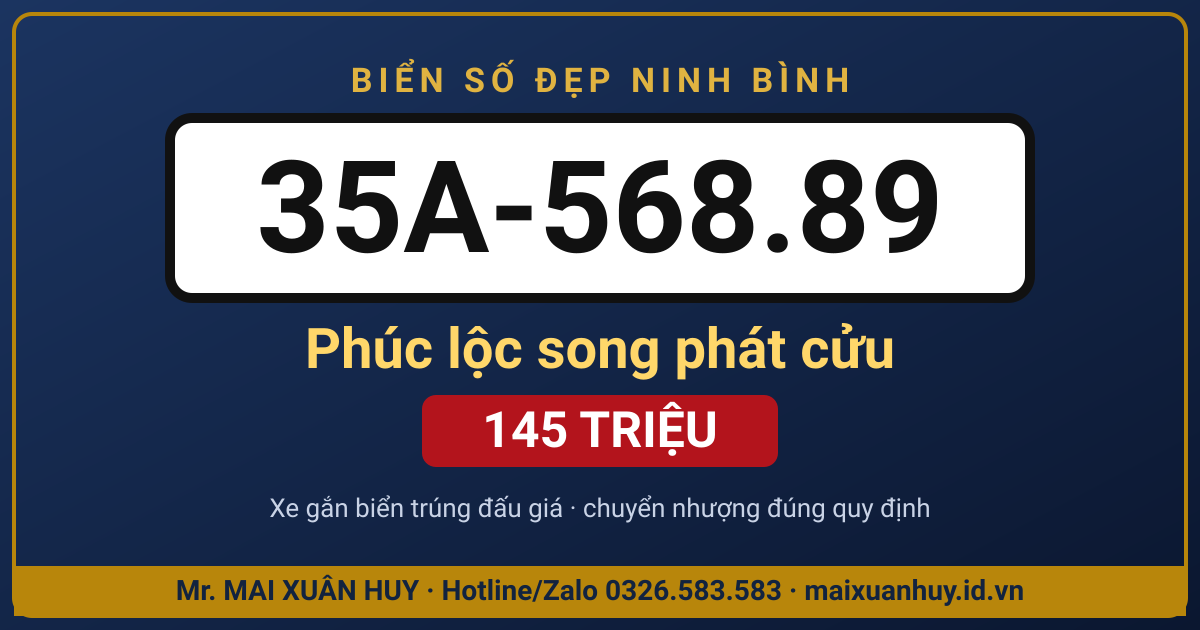 BIỂN SỐ ĐẸP NINH BÌNH
35A-568.89
Phúc lộc song phát cửu
145 TRIỆU
Xe gắn biển trúng đấu giá · chuyển nhượng đúng quy định
Mr. MAI XUÂN HUY · Hotline/Zalo 0326.583.583 · maixuanhuy.id.vn